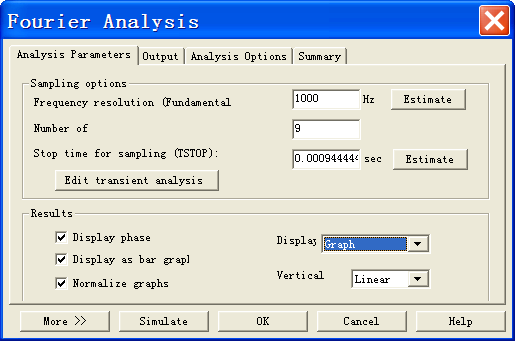 Fourier Analysis
Analysis Parameters Output Analysis Options Summary
Sampling options
Frequency resolution (Fundamental 1000 Hz Estimate
Number of 9
Stop time for sampling (TSTOP): 0.000944444 sec Estimate
Edit transient analysis
Results
Display phase Display Graph
Display as bar graph
Normalize graphs Vertical Linear
More >> Simulate OK Cancel Help